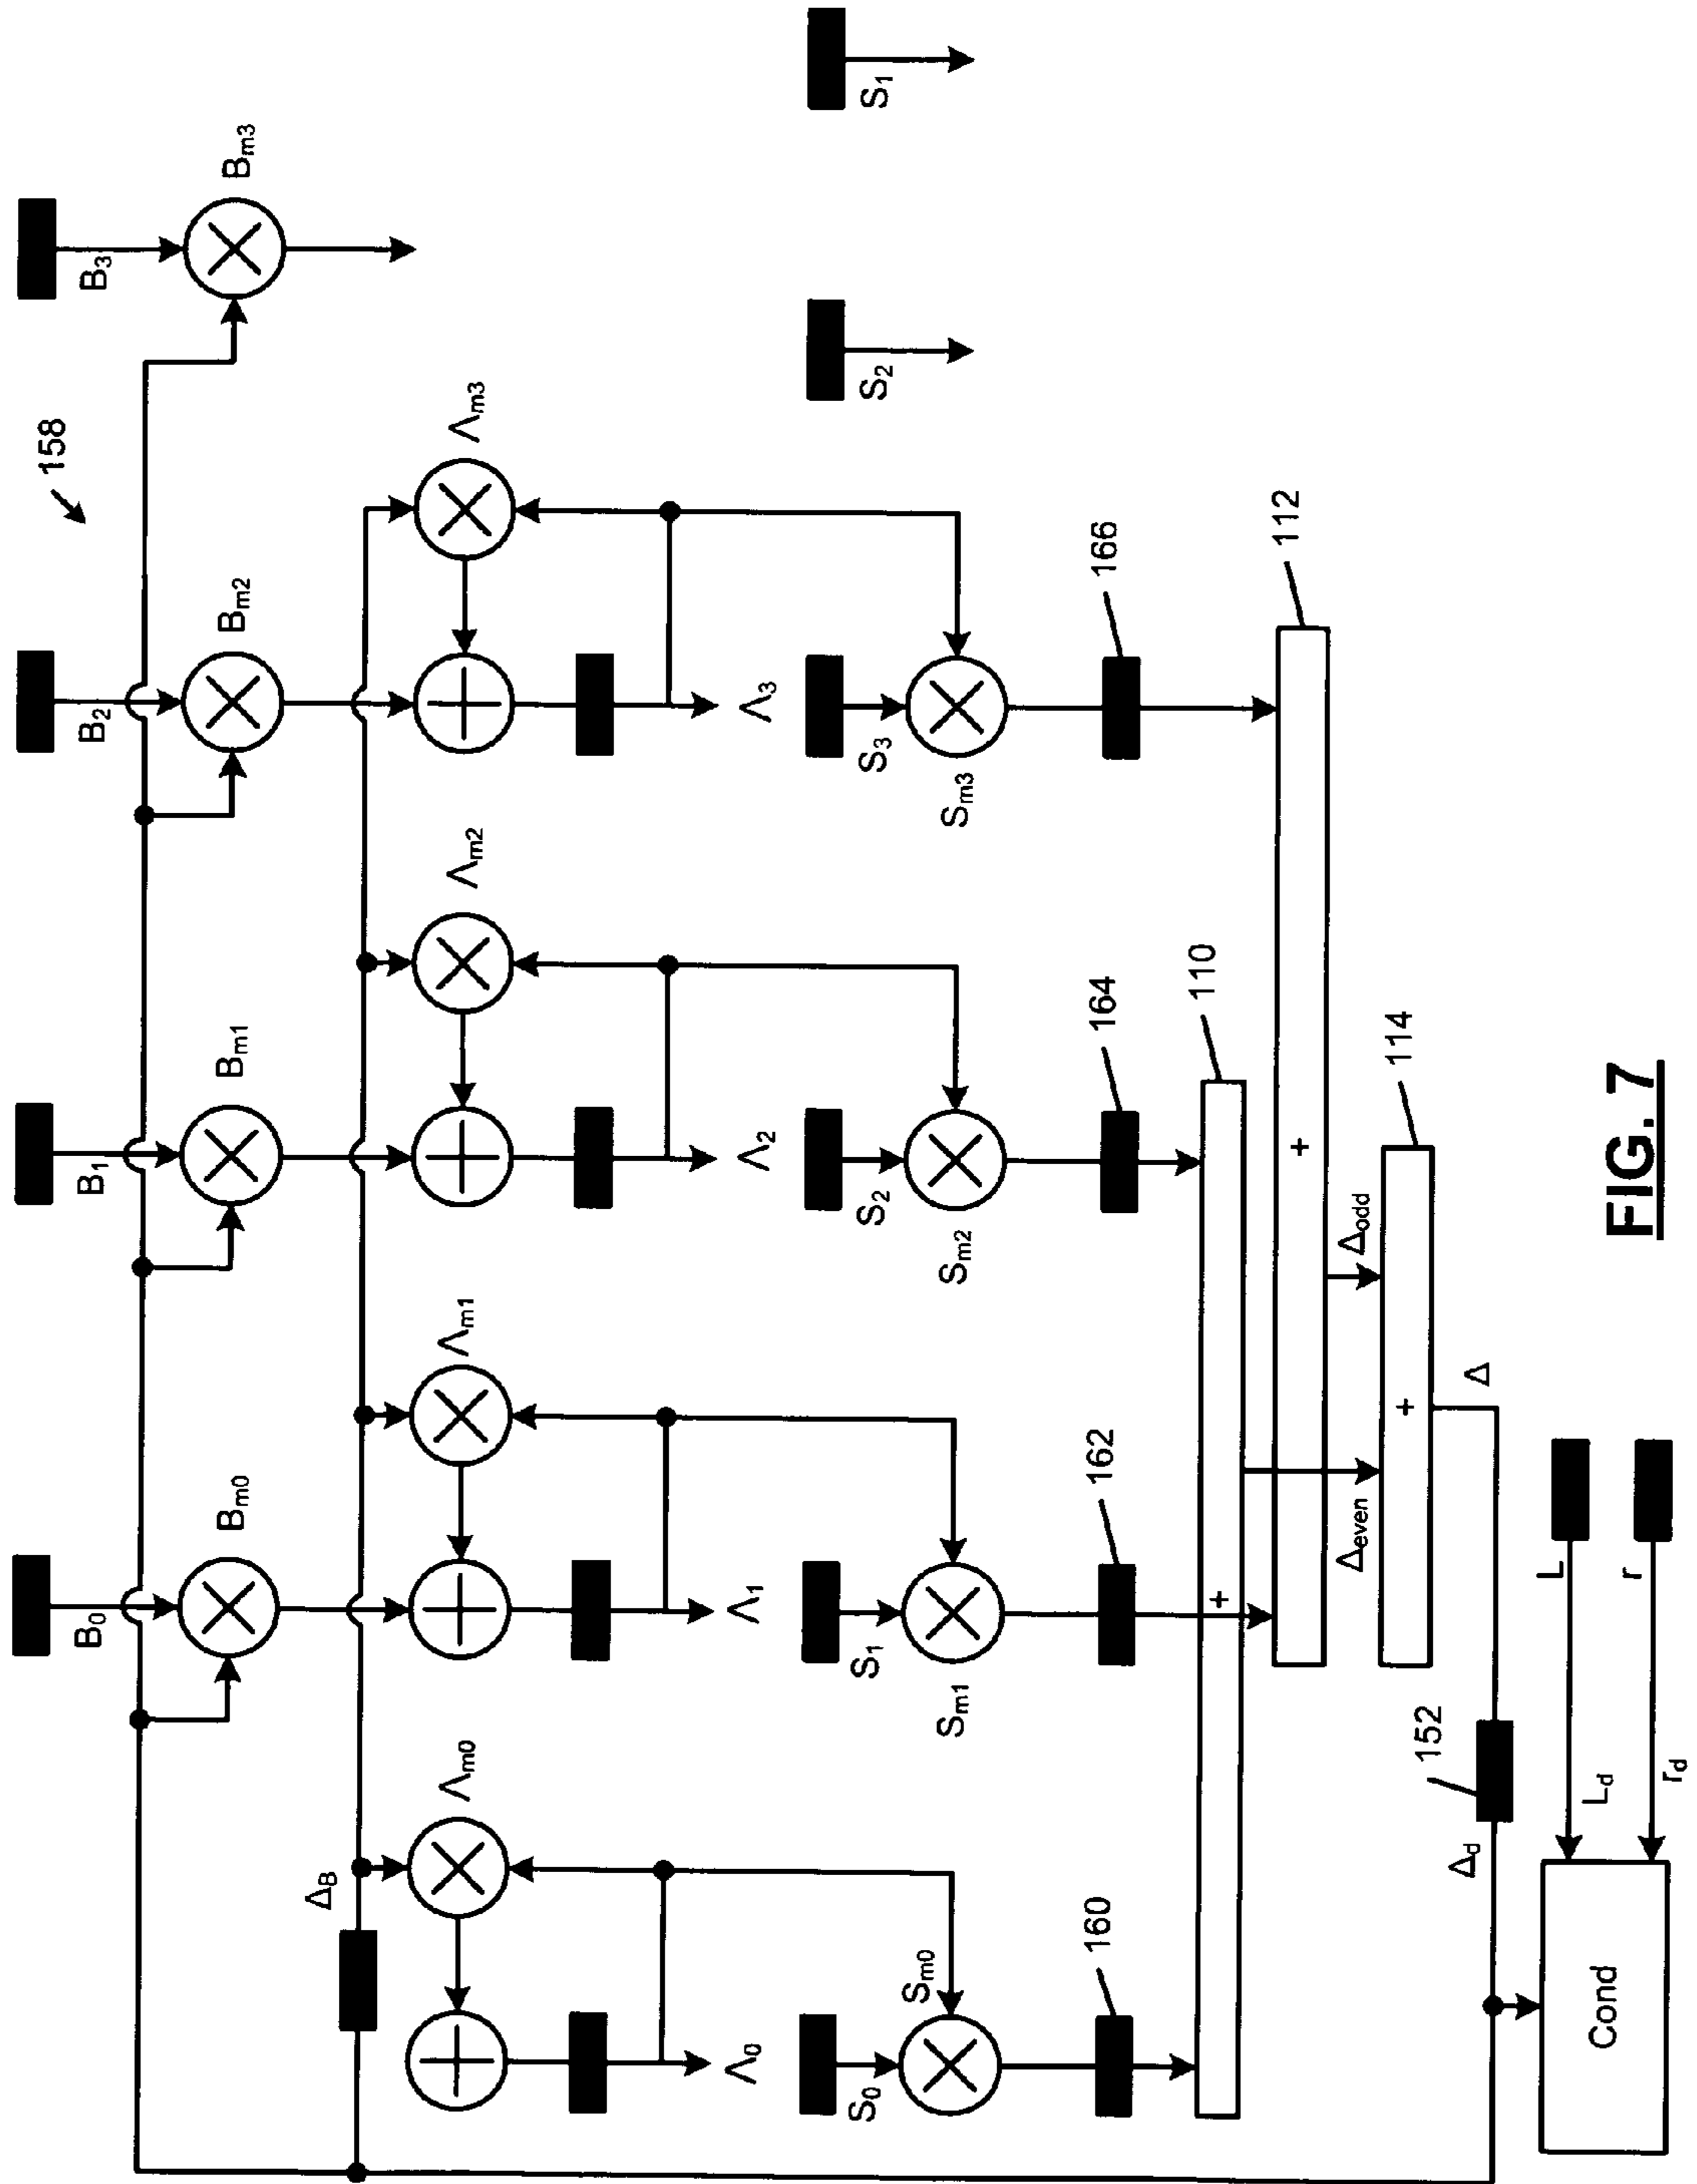 158
B0
B1
B2
B3
Bm0
Bm1
Bm2
Bm3
ΔB
Λm0
Λm1
Λm2
Λm3
Λ0
Λ1
Λ2
Λ3
S0
S1
S2
S3
S2
S1
Sm0
Sm1
Sm2
Sm3
160
162
164
166
+
110
+
112
Δeven
Δodd
+
114
Δ
152
Δd
L
Ld
r
rd
Cond
FIG. 7